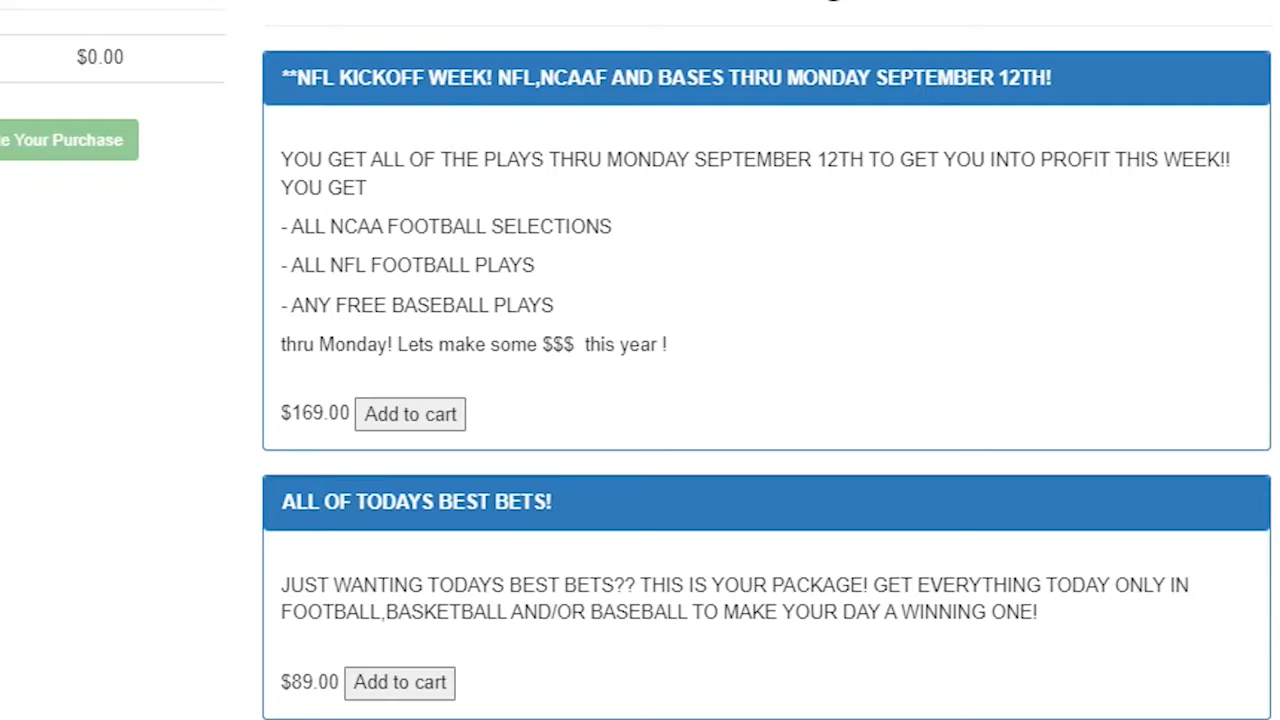 $0.00
e Your Purchase
**NFL KICKOFF WEEK! NFL,NCAAF AND BASES THRU MONDAY SEPTEMBER 12TH!
YOU GET ALL OF THE PLAYS THRU MONDAY SEPTEMBER 12TH TO GET YOU INTO PROFIT THIS WEEK!!
YOU GET
- ALL NCAA FOOTBALL SELECTIONS
- ALL NFL FOOTBALL PLAYS
- ANY FREE BASEBALL PLAYS
thru Monday! Lets make some $$$  this year !
$169.00 Add to cart
ALL OF TODAYS BEST BETS!
JUST WANTING TODAYS BEST BETS?? THIS IS YOUR PACKAGE! GET EVERYTHING TODAY ONLY IN
FOOTBALL,BASKETBALL AND/OR BASEBALL TO MAKE YOUR DAY A WINNING ONE!
$89.00 Add to cart